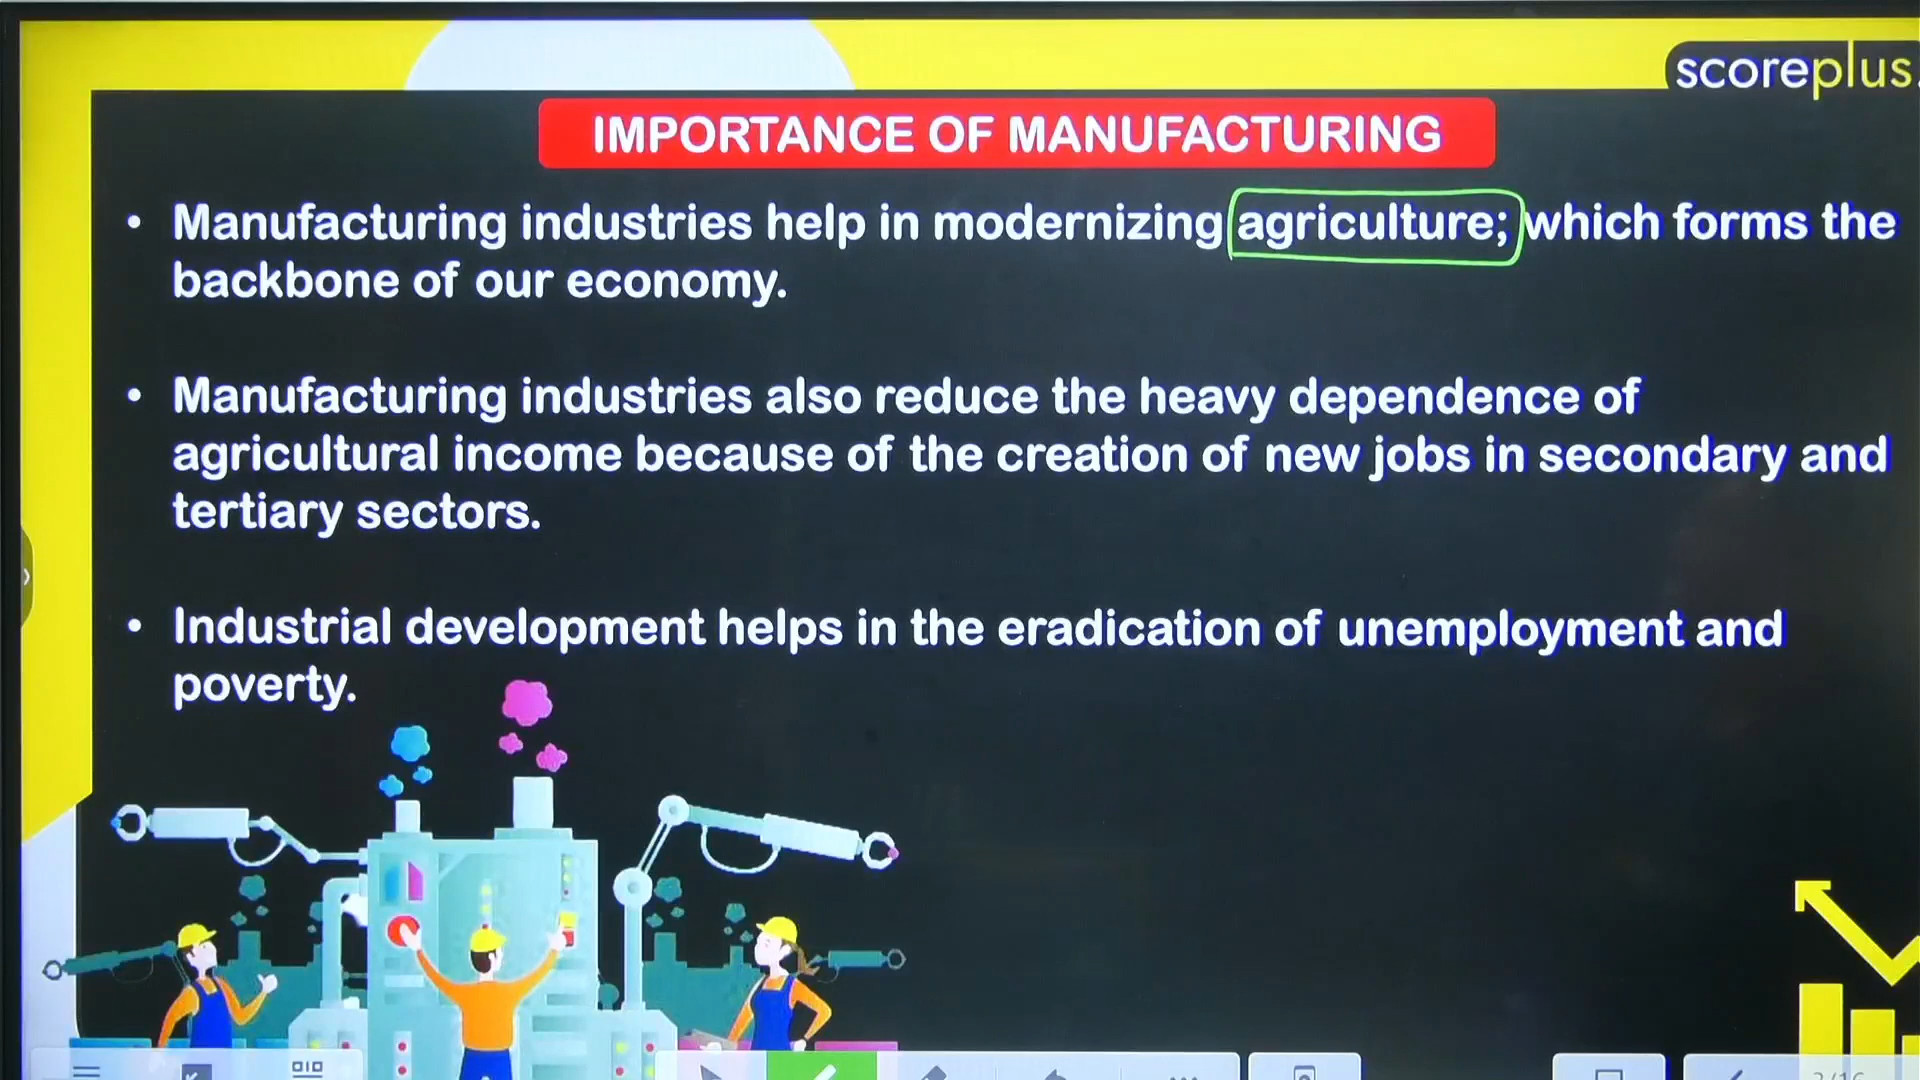 scoreplus.
IMPORTANCE OF MANUFACTURING
• Manufacturing industries help in modernizing agriculture; which forms the
backbone of our economy.
• Manufacturing industries also reduce the heavy dependence of
agricultural income because of the creation of new jobs in secondary and
tertiary sectors.
• Industrial development helps in the eradication of unemployment and
poverty.